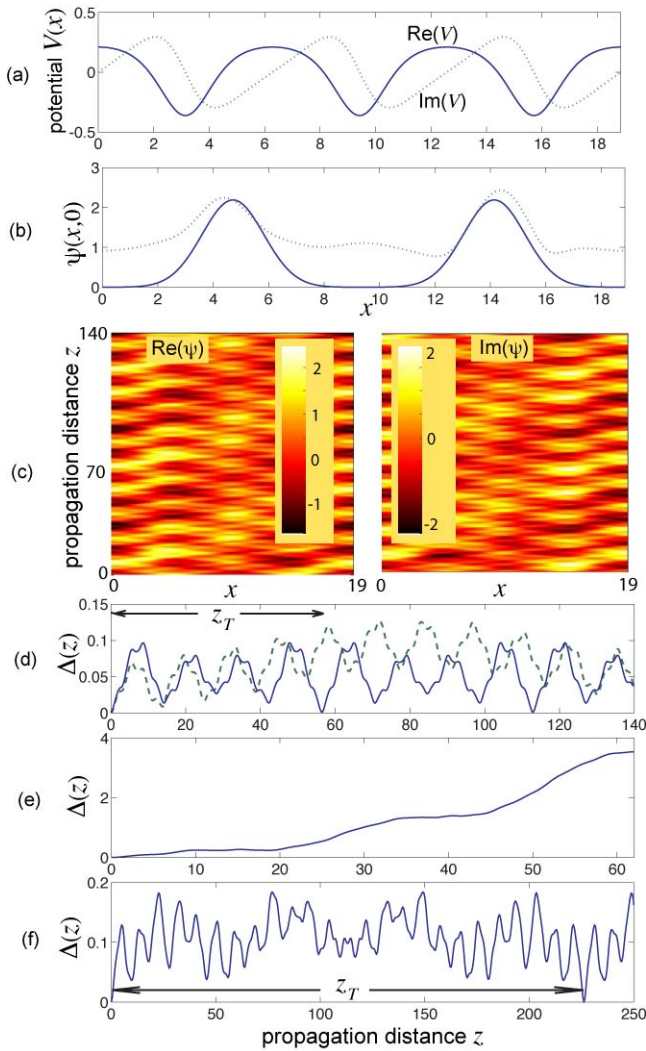 (a)
potential V(x)
0.5
0
-0.5
Re(V)
Im(V)
0 2 4 6 8 10 12 14 16 18
(b)
ψ(x,0)
3
2
1
0
0 2 4 6 8 10 12 14 16 18
x
(c)
propagation distance z
140
70
0
Re(ψ)
2
1
0
-1
0 x 19
Im(ψ)
2
0
-2
0 x 19
(d)
Δ(z)
0.15
0.1
0.05
0
z_T
0 20 40 60 80 100 120 140
(e)
Δ(z)
4
2
0
0 10 20 30 40 50 60
(f)
Δ(z)
0.2
0.1
0
z_T
0 50 100 150 200 250
propagation distance z